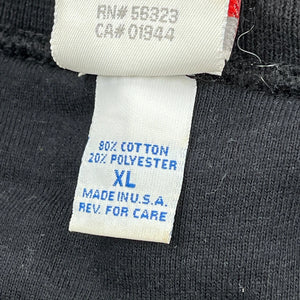 RN# 56323
CA# 01944
80% COTTON
20% POLYESTER
XL
MADE IN U.S.A.
REV. FOR CARE